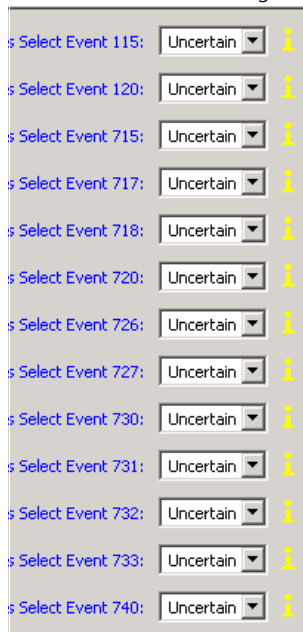 s Select Event 115: Uncertain i
s Select Event 120: Uncertain i
s Select Event 715: Uncertain i
s Select Event 717: Uncertain i
s Select Event 718: Uncertain i
s Select Event 720: Uncertain i
s Select Event 726: Uncertain i
s Select Event 727: Uncertain i
s Select Event 730: Uncertain i
s Select Event 731: Uncertain i
s Select Event 732: Uncertain i
s Select Event 733: Uncertain i
s Select Event 740: Uncertain i